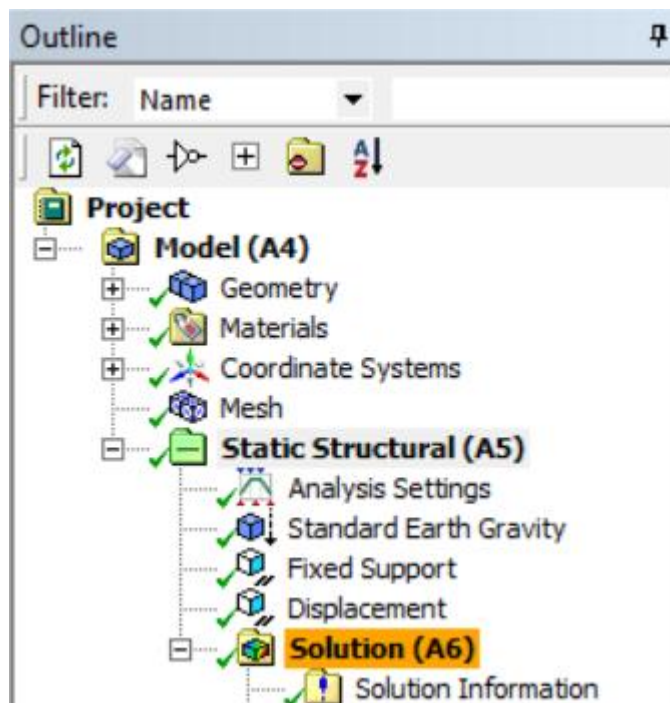 Outline
Filter: Name
Project
Model (A4)
Geometry
Materials
Coordinate Systems
Mesh
Static Structural (A5)
Analysis Settings
Standard Earth Gravity
Fixed Support
Displacement
Solution (A6)
Solution Information